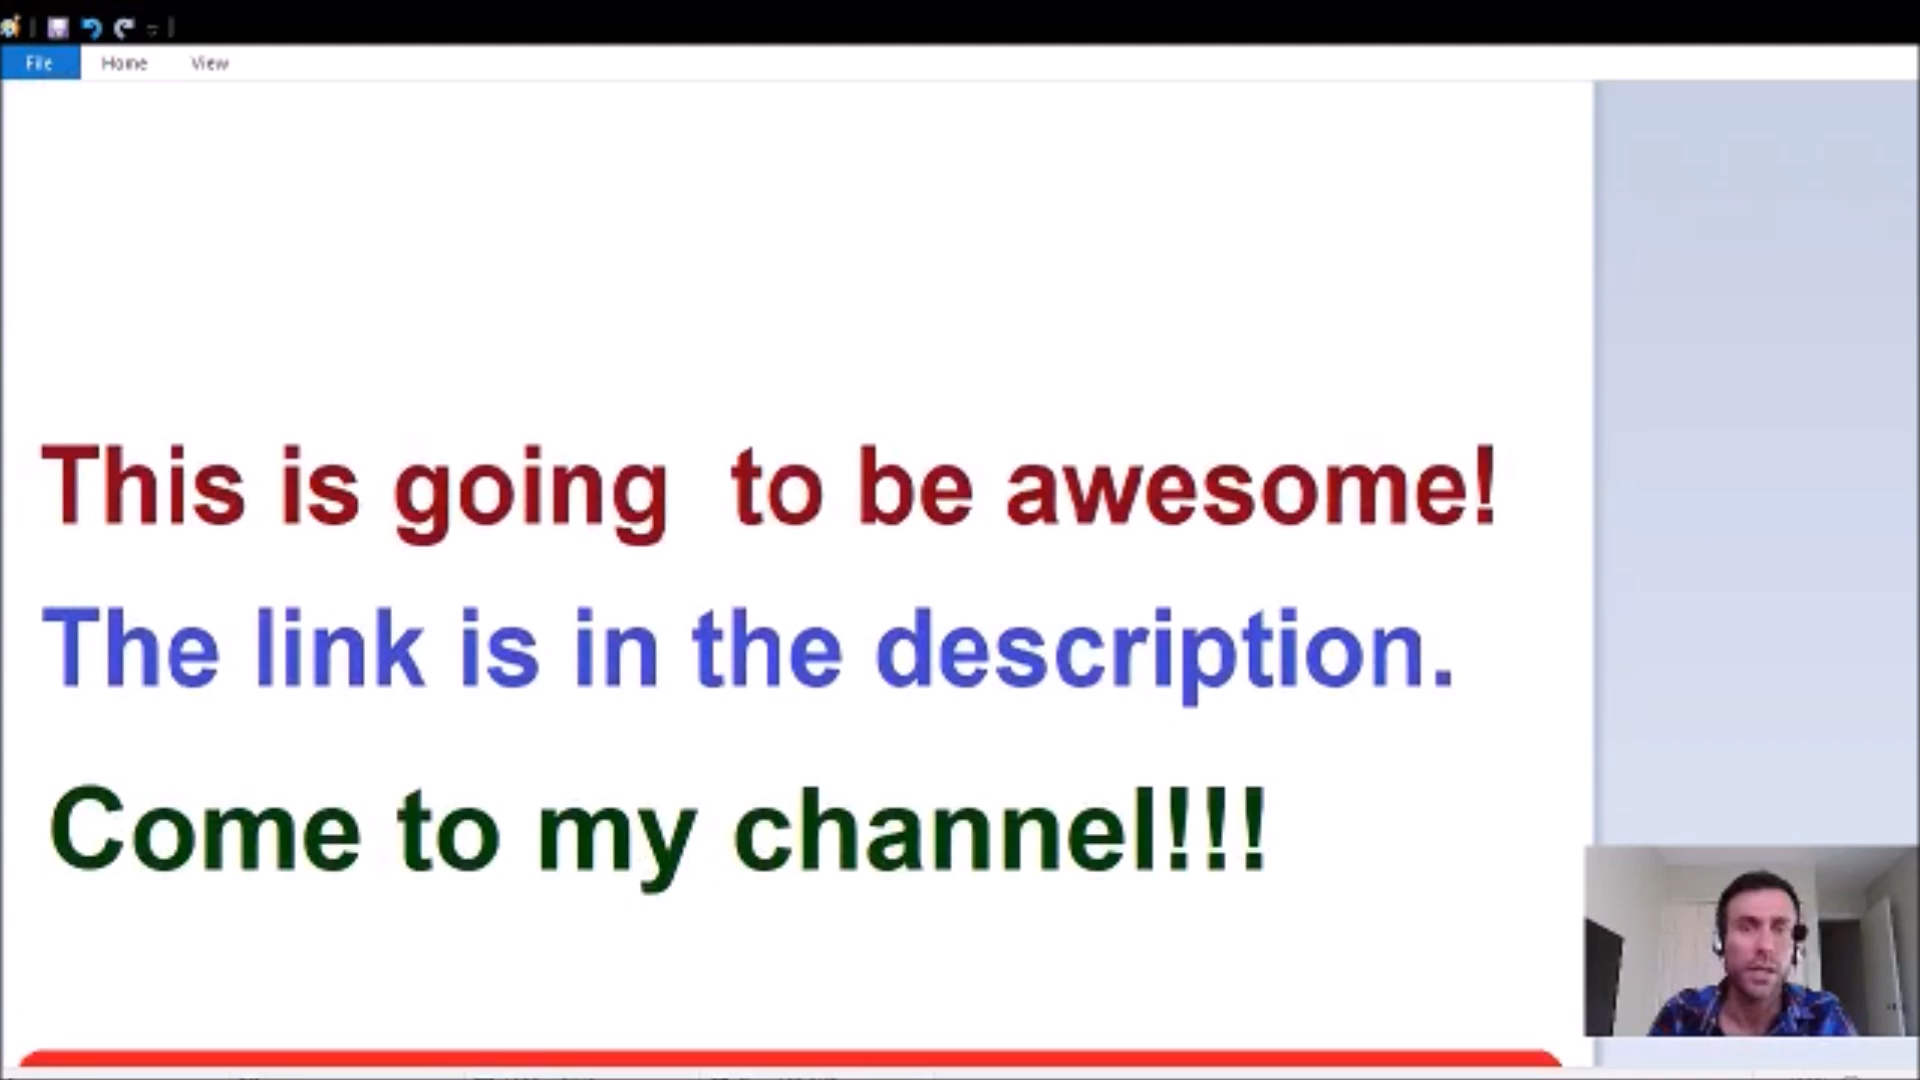 File Home View
This is going  to be awesome!
The link is in the description.
Come to my channel!!!